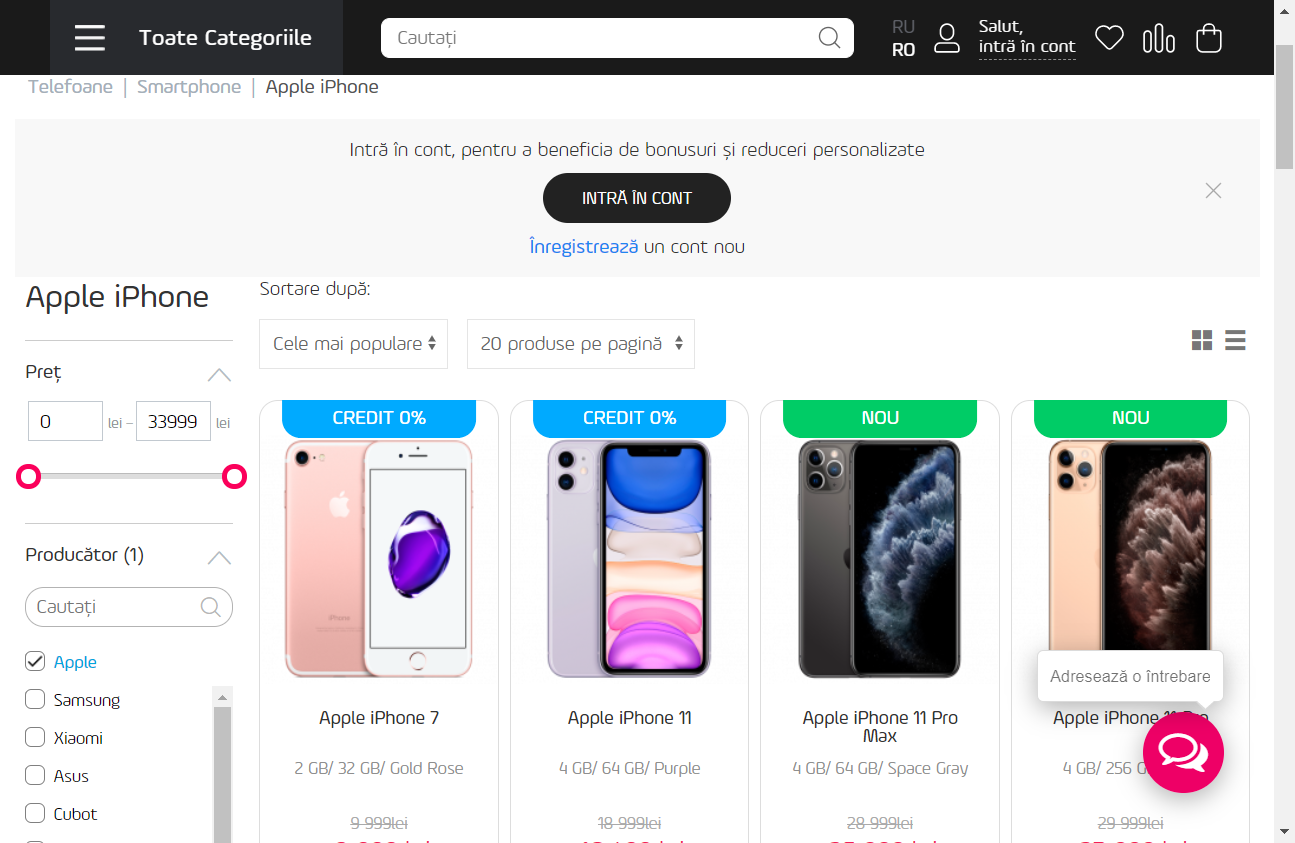 Toate Categoriile
Cautați
RU
RO
Salut,
intră în cont
Telefoane | Smartphone | Apple iPhone
Intră în cont, pentru a beneficia de bonusuri și reduceri personalizate
INTRĂ ÎN CONT
Înregistrează un cont nou
Apple iPhone
Sortare după:
Cele mai populare
20 produse pe pagină
Preț
0 lei – 33999 lei
Producător (1)
Cautați
Apple
Samsung
Xiaomi
Asus
Cubot
CREDIT 0%
Apple iPhone 7
2 GB/ 32 GB/ Gold Rose
9 999lei
CREDIT 0%
Apple iPhone 11
4 GB/ 64 GB/ Purple
18 999lei
NOU
Apple iPhone 11 Pro
Max
4 GB/ 64 GB/ Space Gray
28 999lei
NOU
Apple iPhone 11 Pro
4 GB/ 256 G
29 999lei
Adresează o întrebare